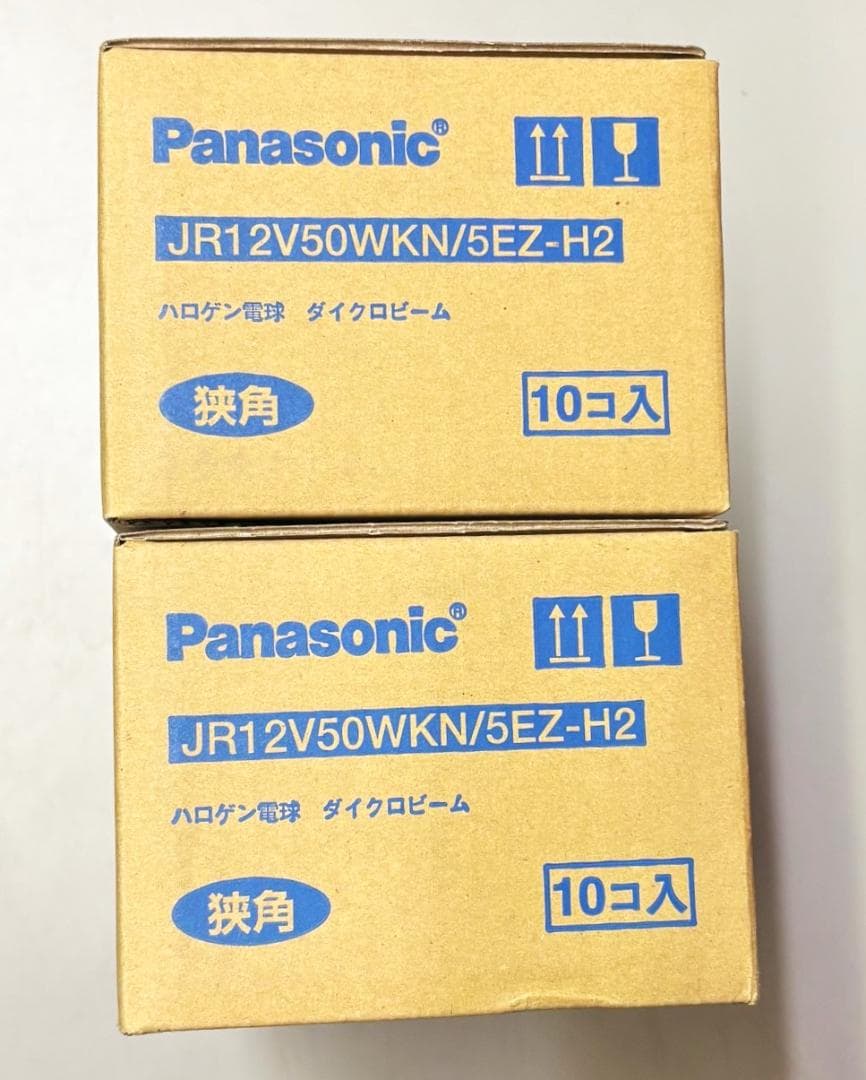 Panasonic®
JR12V50WKN/5EZ-H2
ハロゲン電球 ダイクロビーム
狭角
10コ入
Panasonic®
JR12V50WKN/5EZ-H2
ハロゲン電球 ダイクロビーム
狭角
10コ入